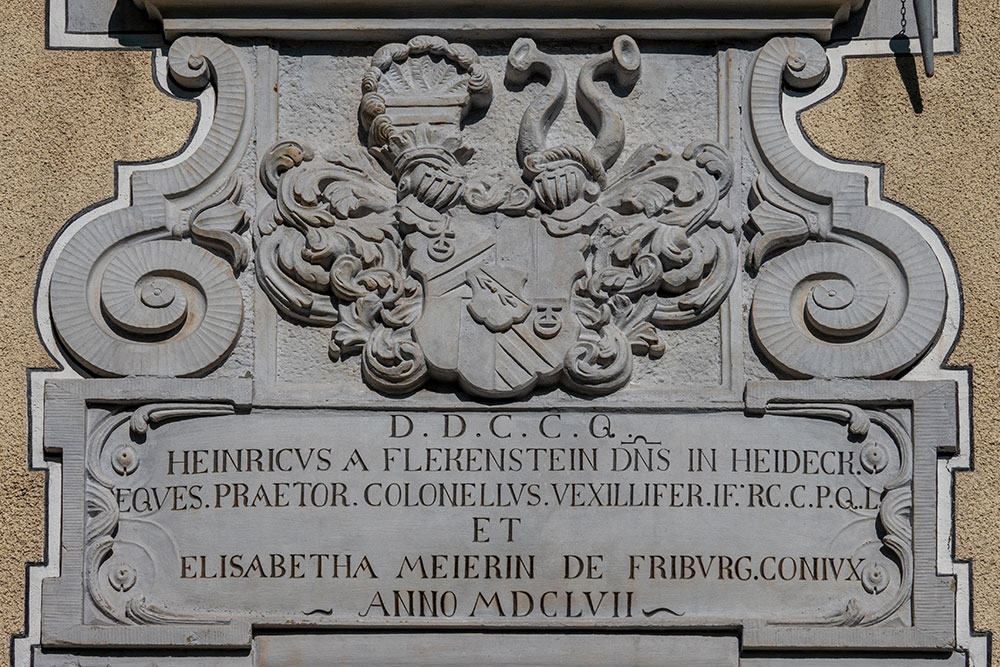 D . D . C . C . Q .
HEINRICVS A FLEKENSTEIN DÑS IN HEIDECK.
EQVES. PRAETOR. COLONELLVS. VEXILLIFER. IF. RC. C. P. Q. L
ET
ELISABETHA MEIERIN DE FRIBVRG. CONIVX
ANNO MDCLVII